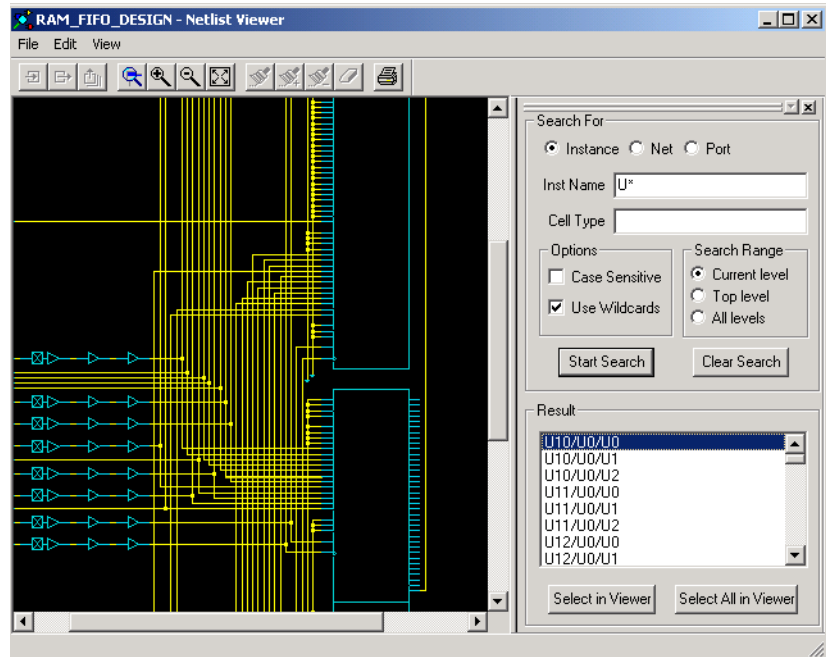 RAM_FIFO_DESIGN - Netlist Viewer
File Edit View
Search For
Instance Net Port
Inst Name U*
Cell Type
Options
Case Sensitive
Use Wildcards
Search Range
Current level
Top level
All levels
Start Search Clear Search
Result
U10/U0/U0
U10/U0/U1
U10/U0/U2
U11/U0/U0
U11/U0/U1
U11/U0/U2
U12/U0/U0
U12/U0/U1
Select in Viewer Select All in Viewer